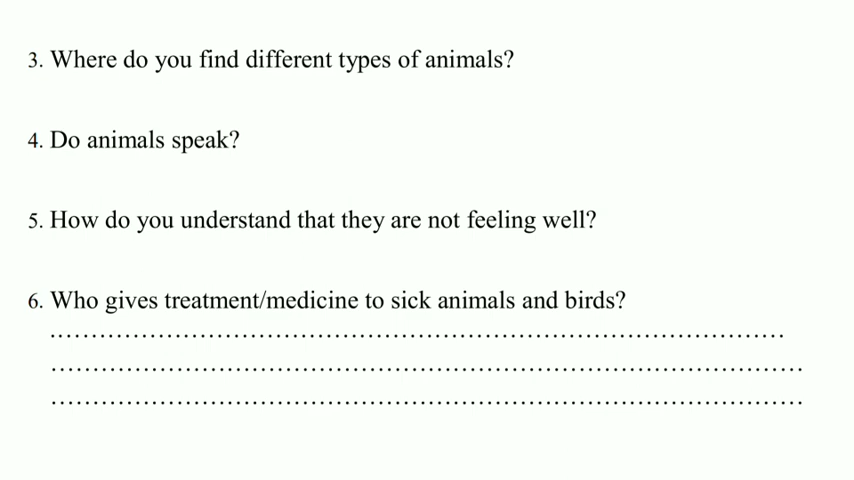 3. Where do you find different types of animals?
4. Do animals speak?
5. How do you understand that they are not feeling well?
6. Who gives treatment/medicine to sick animals and birds?
………………………………………………………………………………
………………………………………………………………………………
………………………………………………………………………………